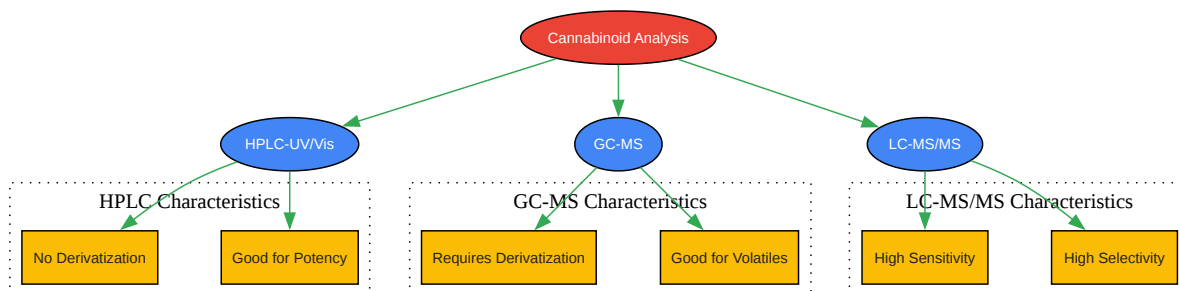 Cannabinoid Analysis
HPLC-UV/Vis
GC-MS
LC-MS/MS
HPLC Characteristics
GC-MS Characteristics
LC-MS/MS Characteristics
No Derivatization
Good for Potency
Requires Derivatization
Good for Volatiles
High Sensitivity
High Selectivity